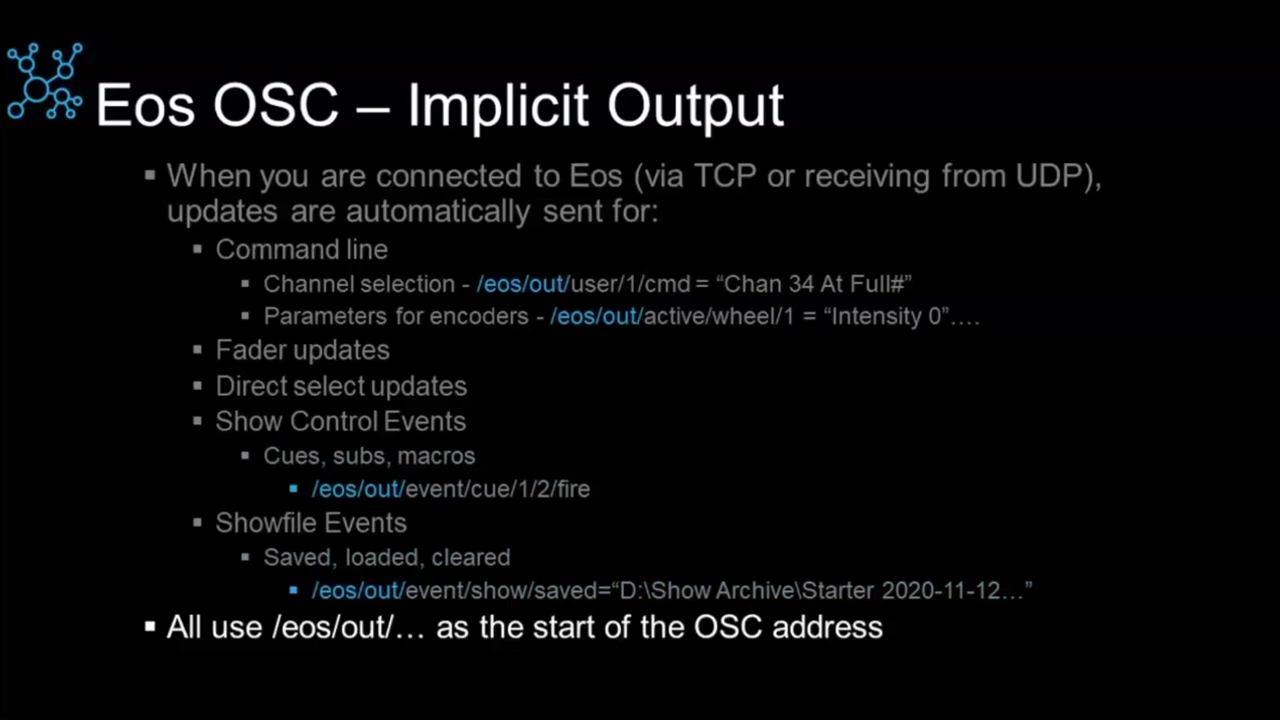 Eos OSC – Implicit Output
▪ When you are connected to Eos (via TCP or receiving from UDP),
updates are automatically sent for:
▪ Command line
▪ Channel selection - /eos/out/user/1/cmd = “Chan 34 At Full#”
▪ Parameters for encoders - /eos/out/active/wheel/1 = “Intensity 0”….
▪ Fader updates
▪ Direct select updates
▪ Show Control Events
▪ Cues, subs, macros
▪ /eos/out/event/cue/1/2/fire
▪ Showfile Events
▪ Saved, loaded, cleared
▪ /eos/out/event/show/saved=“D:\Show Archive\Starter 2020-11-12…”
▪ All use /eos/out/… as the start of the OSC address